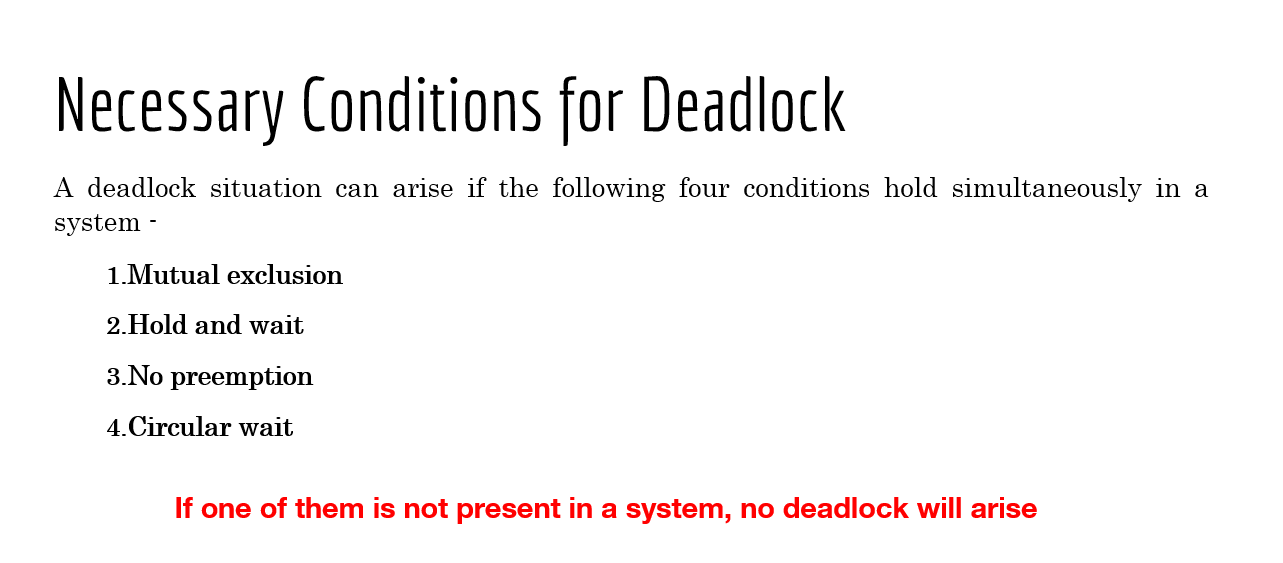 Necessary Conditions for Deadlock
A deadlock situation can arise if the following four conditions hold simultaneously in a
system -
1.Mutual exclusion
2.Hold and wait
3.No preemption
4.Circular wait
If one of them is not present in a system, no deadlock will arise